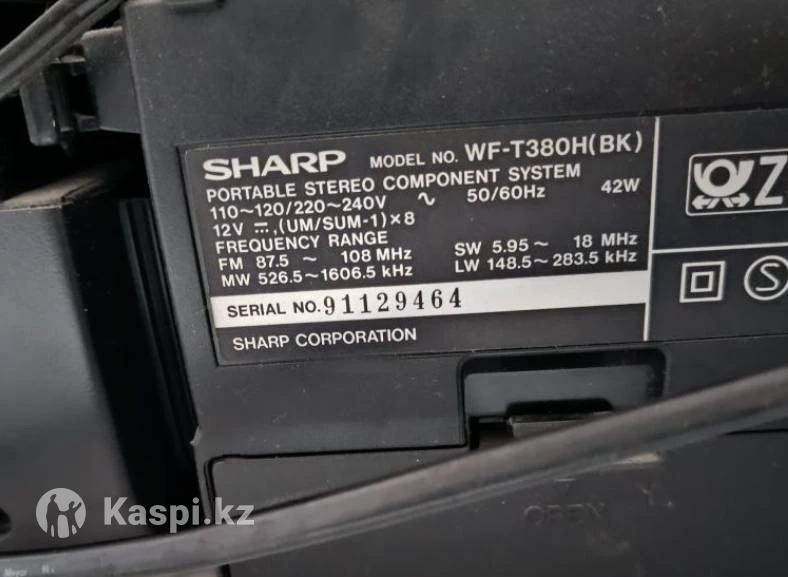 SHARP MODEL NO. WF-T380H(BK)
PORTABLE STEREO COMPONENT SYSTEM
110~120/220~240V ∿ 50/60Hz 42W
12V ⎓,(UM/SUM-1)×8
FREQUENCY RANGE
FM 87.5 ~ 108 MHz SW 5.95 ~ 18 MHz
MW 526.5~1606.5 kHz LW 148.5~283.5 kHz
SERIAL NO. 91129464
SHARP CORPORATION
Z
S
OPEN
Kaspi.kz